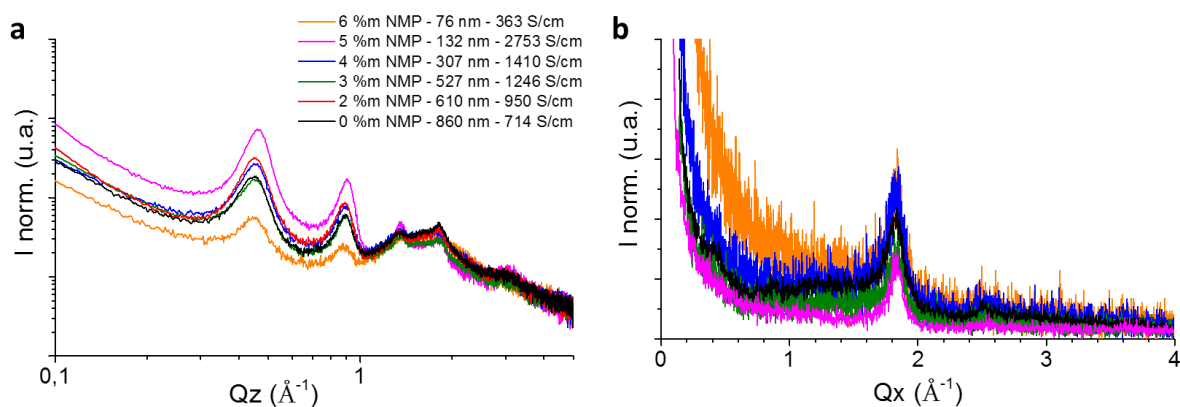 a
6 %m NMP - 76 nm - 363 S/cm
5 %m NMP - 132 nm - 2753 S/cm
4 %m NMP - 307 nm - 1410 S/cm
3 %m NMP - 527 nm - 1246 S/cm
2 %m NMP - 610 nm - 950 S/cm
0 %m NMP - 860 nm - 714 S/cm
I norm. (u.a.)
0,1
1
Qz (Å⁻¹)
b
I norm. (u.a.)
0
1
2
3
4
Qx (Å⁻¹)